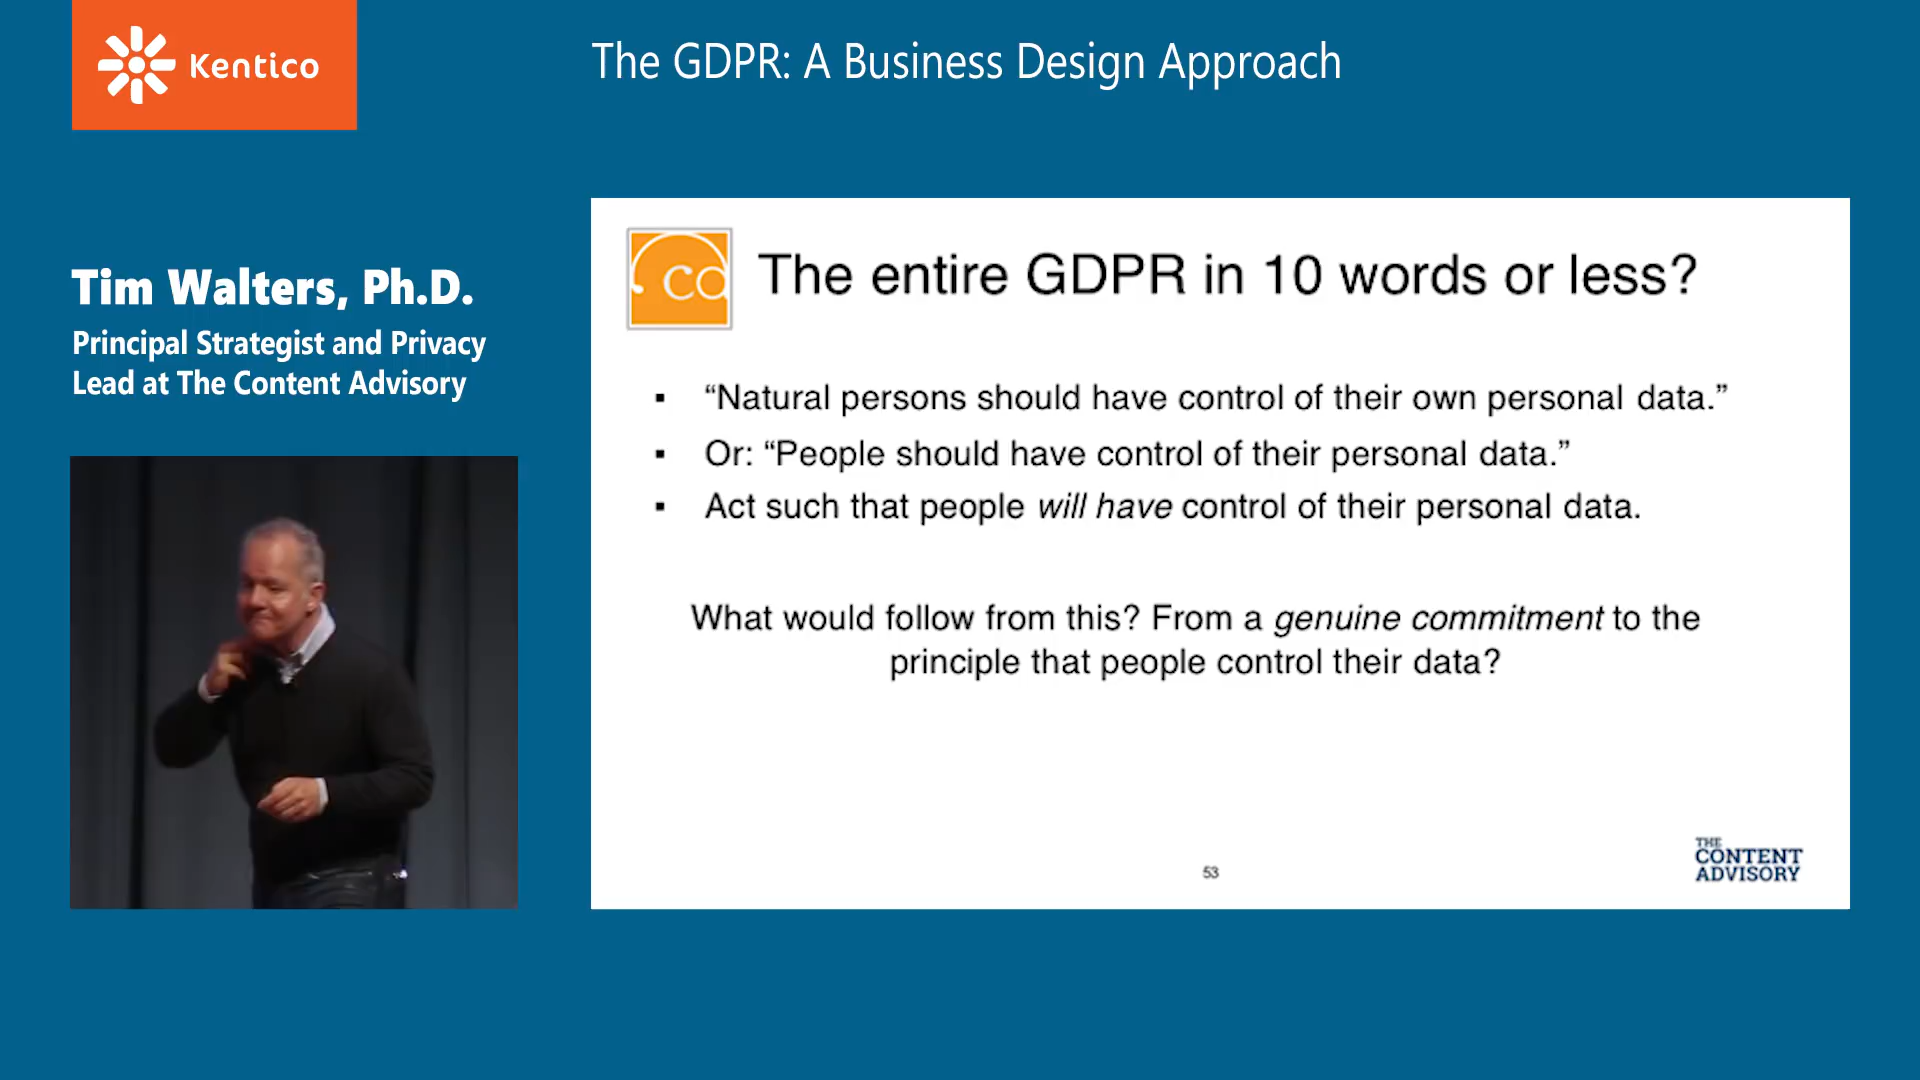 Kentico
The GDPR: A Business Design Approach
Tim Walters, Ph.D.
Principal Strategist and Privacy
Lead at The Content Advisory
ca
The entire GDPR in 10 words or less?
▪ “Natural persons should have control of their own personal data.”
▪ Or: “People should have control of their personal data.”
▪ Act such that people will have control of their personal data.
What would follow from this? From a genuine commitment to the
principle that people control their data?
53
THE
CONTENT
ADVISORY